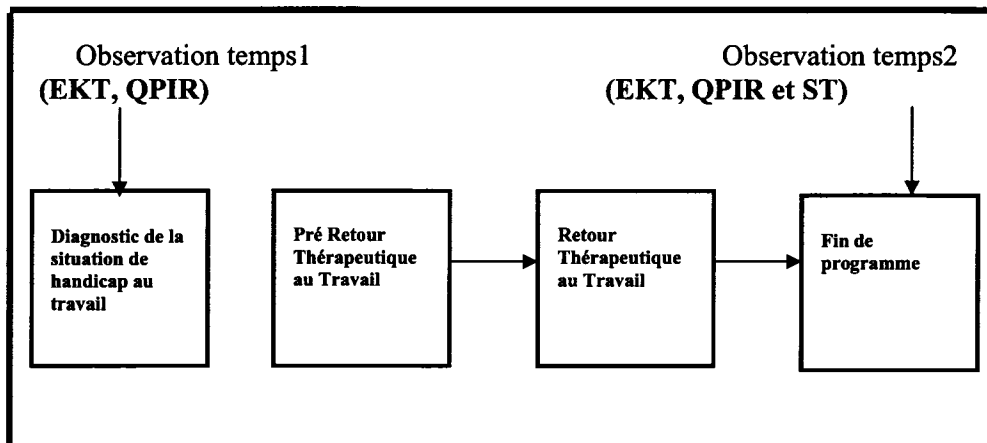 Observation temps1
(EKT, QPIR)
Observation temps2
(EKT, QPIR et ST)
Diagnostic de la
situation de
handicap au
travail
Pré Retour
Thérapeutique
au Travail
Retour
Thérapeutique
au Travail
Fin de
programme